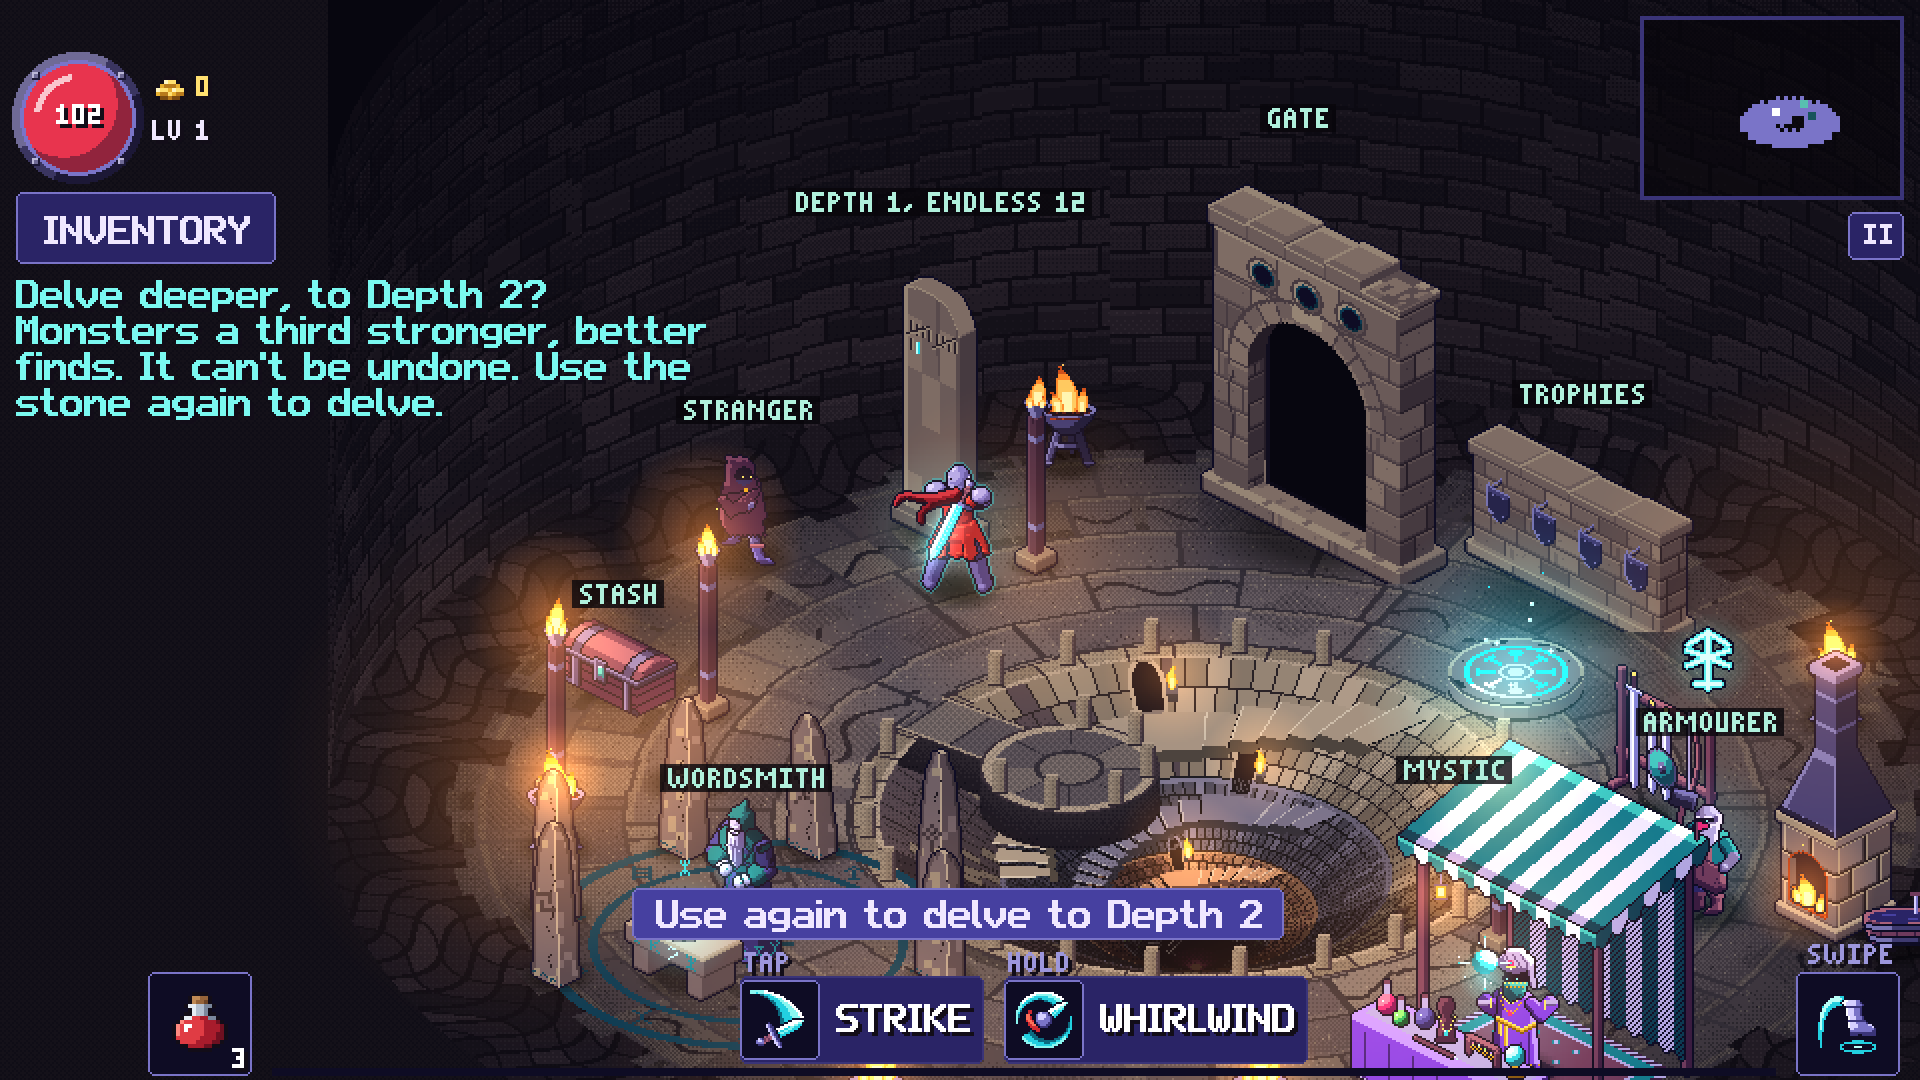 102
0
LV 1
INVENTORY
Delve deeper, to Depth 2?
Monsters a third stronger, better
finds. It can't be undone. Use the
stone again to delve.
GATE
DEPTH 1, ENDLESS 12
II
TROPHIES
STRANGER
STASH
ARMOURER
MYSTIC
WORDSMITH
Use again to delve to Depth 2
TAP
HOLD
SWIPE
STRIKE
WHIRLWIND
3